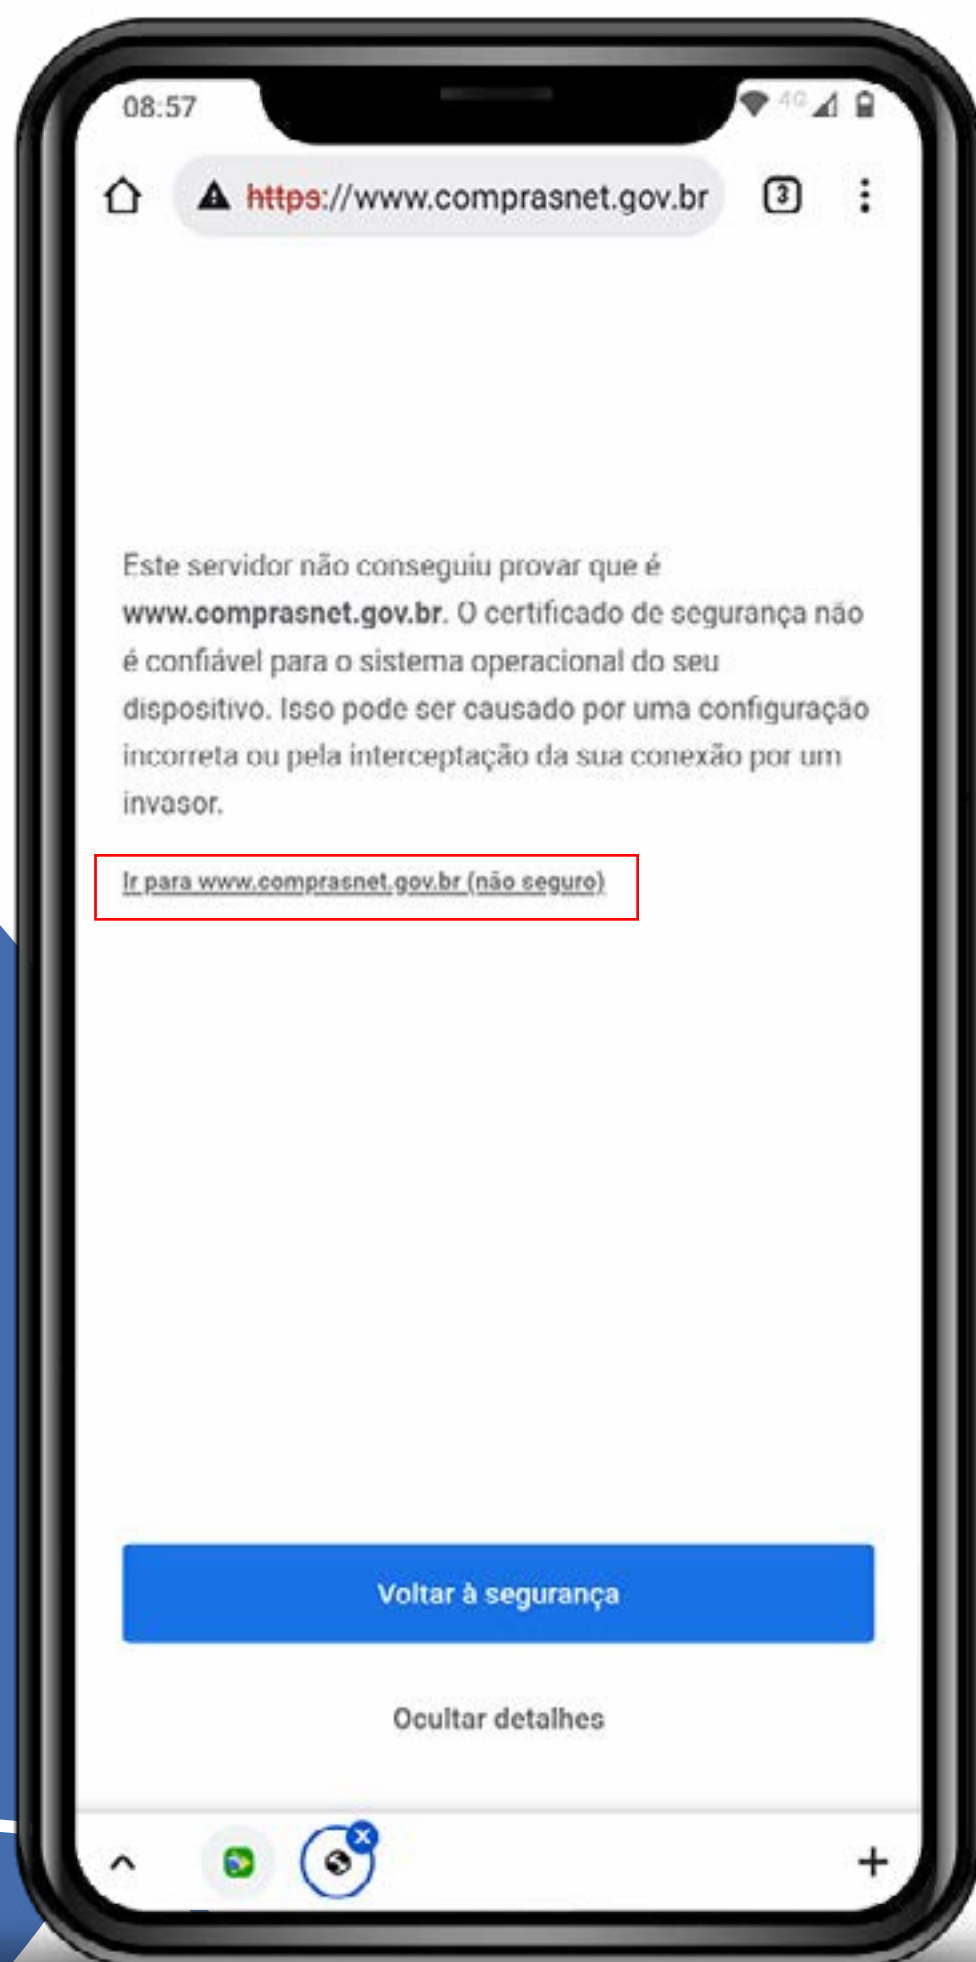 08:57
4G
https://www.comprasnet.gov.br
3
Este servidor não conseguiu provar que é
www.comprasnet.gov.br. O certificado de segurança não
é confiável para o sistema operacional do seu
dispositivo. Isso pode ser causado por uma configuração
incorreta ou pela interceptação da sua conexão por um
invasor.
Ir para www.comprasnet.gov.br (não seguro)
Voltar à segurança
Ocultar detalhes